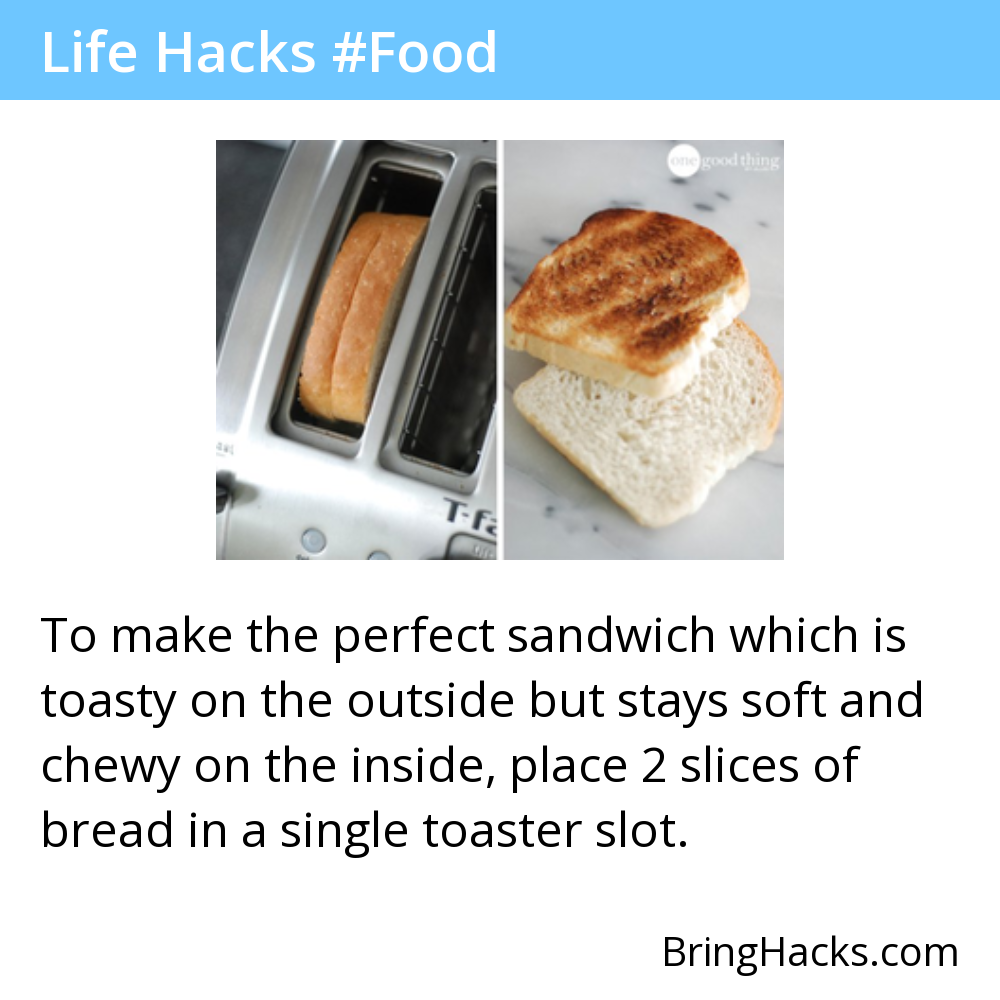 Life Hacks #Food
one good thing
T-fa
To make the perfect sandwich which is
toasty on the outside but stays soft and
chewy on the inside, place 2 slices of
bread in a single toaster slot.
BringHacks.com